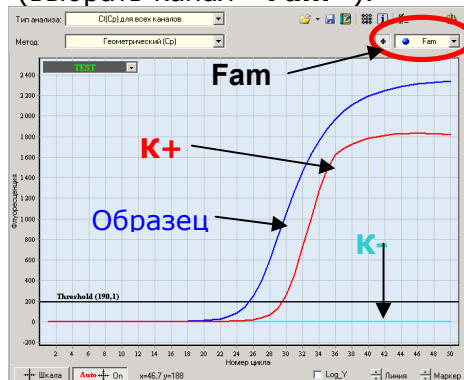 (выбрать канал "Fam"):
Тип анализа: Ct(Cp) для всех каналов
Метод: Геометрический (Ср) Fam
TEST
Fam
К+
Образец
К-
Флуоресценция
2 400
2 200
2 000
1 800
1 600
1 400
1 200
1 000
800
600
400
200
0
-200
Threshold (190,1)
2 4 6 8 10 12 14 16 18 20 22 24 26 28 30 32 34 36 38 40 42 44 46 48 50
Номер цикла
Шкала Auto On x=46,7 y=188 Log_Y Линия Маркер